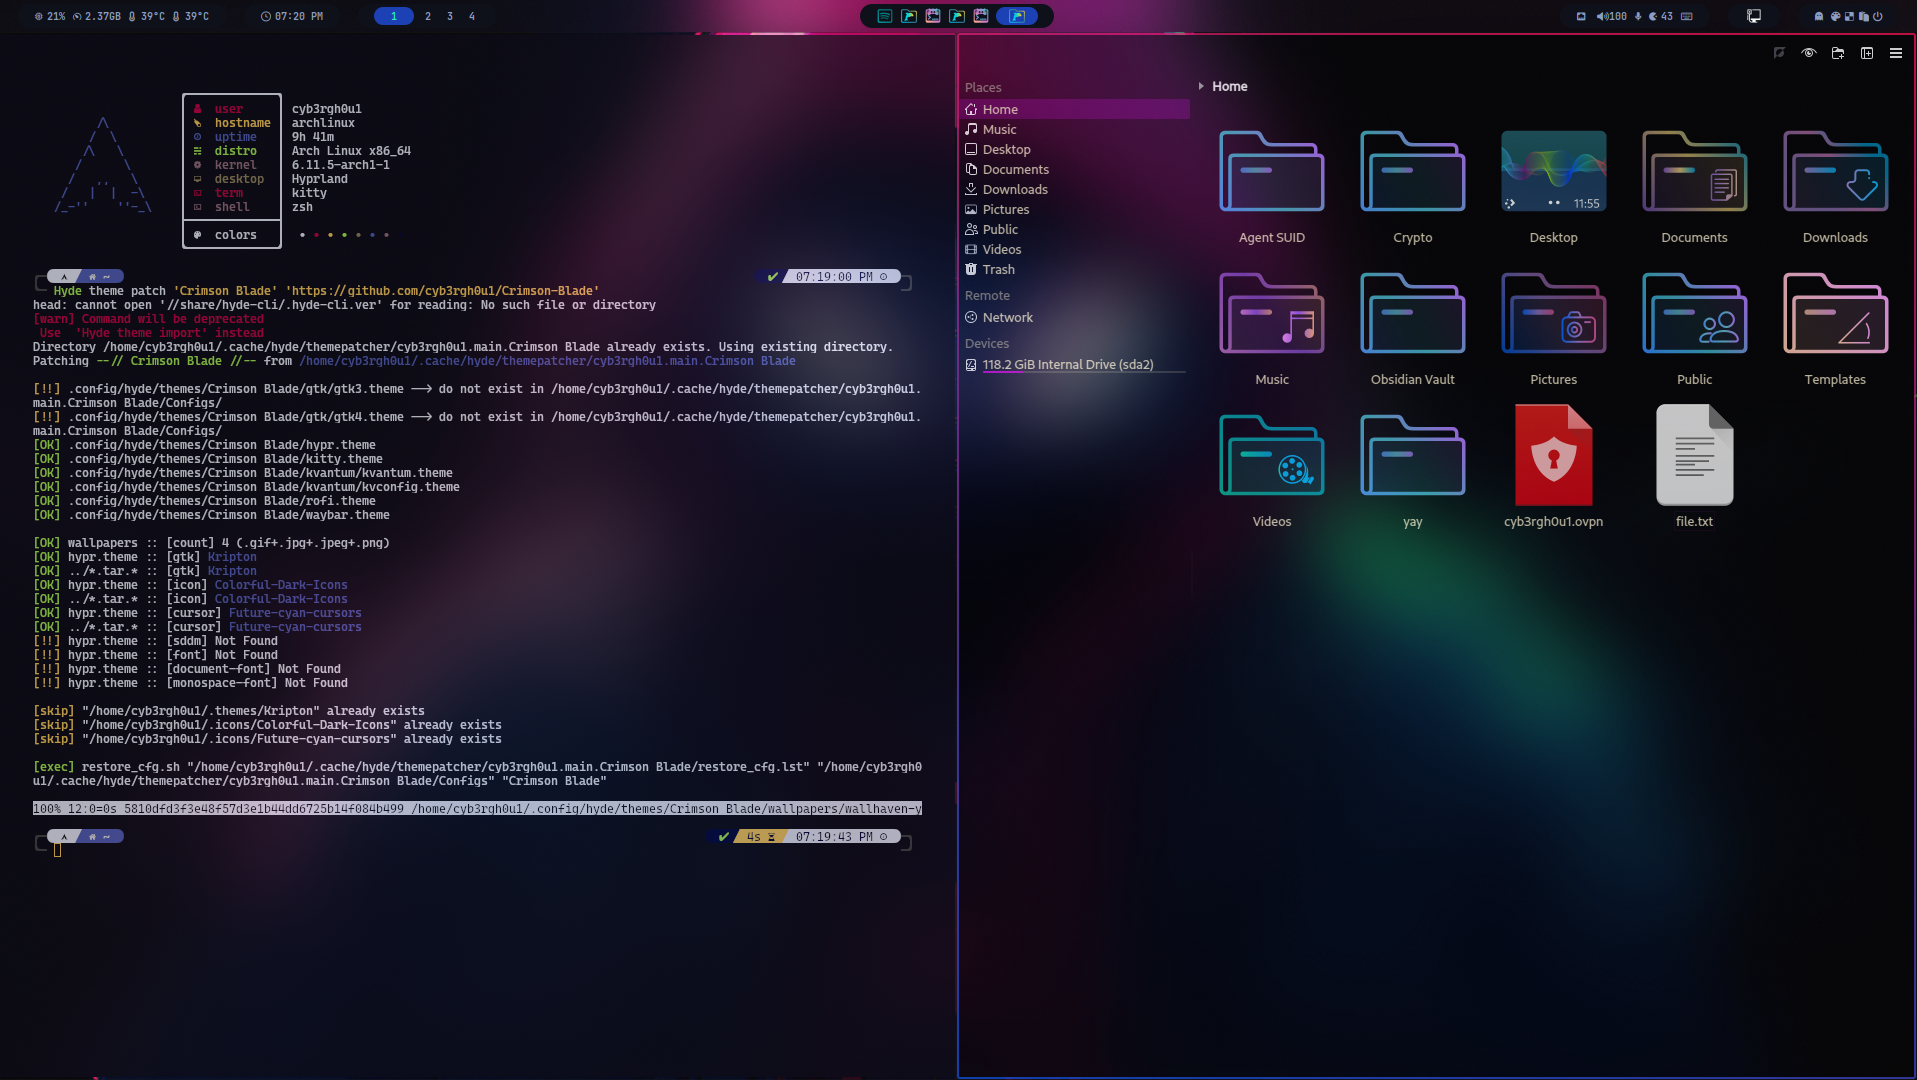 21% 2.37GB 39°C 39°C
07:20 PM
1 2 3 4
100 43
user cyb3rgh0u1
hostname archlinux
uptime 9h 41m
distro Arch Linux x86_64
kernel 6.11.5-arch1-1
desktop Hyprland
term kitty
shell zsh
colors
~ ✔ 07:19:00 PM
Hyde theme patch 'Crimson Blade' 'https://github.com/cyb3rgh0u1/Crimson-Blade'
head: cannot open '//share/hyde-cli/.hyde-cli.ver' for reading: No such file or directory
[warn] Command will be deprecated
Use 'Hyde theme import' instead
Directory /home/cyb3rgh0u1/.cache/hyde/themepatcher/cyb3rgh0u1.main.Crimson Blade already exists. Using existing directory.
Patching --// Crimson Blade //-- from /home/cyb3rgh0u1/.cache/hyde/themepatcher/cyb3rgh0u1.main.Crimson Blade
[!!] .config/hyde/themes/Crimson Blade/gtk/gtk3.theme --> do not exist in /home/cyb3rgh0u1/.cache/hyde/themepatcher/cyb3rgh0u1.
main.Crimson Blade/Configs/
[!!] .config/hyde/themes/Crimson Blade/gtk/gtk4.theme --> do not exist in /home/cyb3rgh0u1/.cache/hyde/themepatcher/cyb3rgh0u1.
main.Crimson Blade/Configs/
[OK] .config/hyde/themes/Crimson Blade/hypr.theme
[OK] .config/hyde/themes/Crimson Blade/kitty.theme
[OK] .config/hyde/themes/Crimson Blade/kvantum/kvantum.theme
[OK] .config/hyde/themes/Crimson Blade/kvantum/kvconfig.theme
[OK] .config/hyde/themes/Crimson Blade/rofi.theme
[OK] .config/hyde/themes/Crimson Blade/waybar.theme
[OK] wallpapers :: [count] 4 (.gif+.jpg+.jpeg+.png)
[OK] hypr.theme :: [gtk] Kripton
[OK] ../*.tar.* :: [gtk] Kripton
[OK] hypr.theme :: [icon] Colorful-Dark-Icons
[OK] ../*.tar.* :: [icon] Colorful-Dark-Icons
[OK] hypr.theme :: [cursor] Future-cyan-cursors
[OK] ../*.tar.* :: [cursor] Future-cyan-cursors
[!!] hypr.theme :: [sddm] Not Found
[!!] hypr.theme :: [font] Not Found
[!!] hypr.theme :: [document-font] Not Found
[!!] hypr.theme :: [monospace-font] Not Found
[skip] "/home/cyb3rgh0u1/.themes/Kripton" already exists
[skip] "/home/cyb3rgh0u1/.icons/Colorful-Dark-Icons" already exists
[skip] "/home/cyb3rgh0u1/.icons/Future-cyan-cursors" already exists
[exec] restore_cfg.sh "/home/cyb3rgh0u1/.cache/hyde/themepatcher/cyb3rgh0u1.main.Crimson Blade/restore_cfg.lst" "/home/cyb3rgh0
u1/.cache/hyde/themepatcher/cyb3rgh0u1.main.Crimson Blade/Configs" "Crimson Blade"
100% 12:0=0s 5810dfd3f3e48f57d3e1b44dd6725b14f084b499 /home/cyb3rgh0u1/.config/hyde/themes/Crimson Blade/wallpapers/wallhaven-y
~ ✔ 4s 07:19:43 PM
Places
Home
Music
Desktop
Documents
Downloads
Pictures
Public
Videos
Trash
Remote
Network
Devices
118.2 GiB Internal Drive (sda2)
Home
11:55
Agent SUID Crypto Desktop Documents Downloads
Music Obsidian Vault Pictures Public Templates
Videos yay cyb3rgh0u1.ovpn file.txt